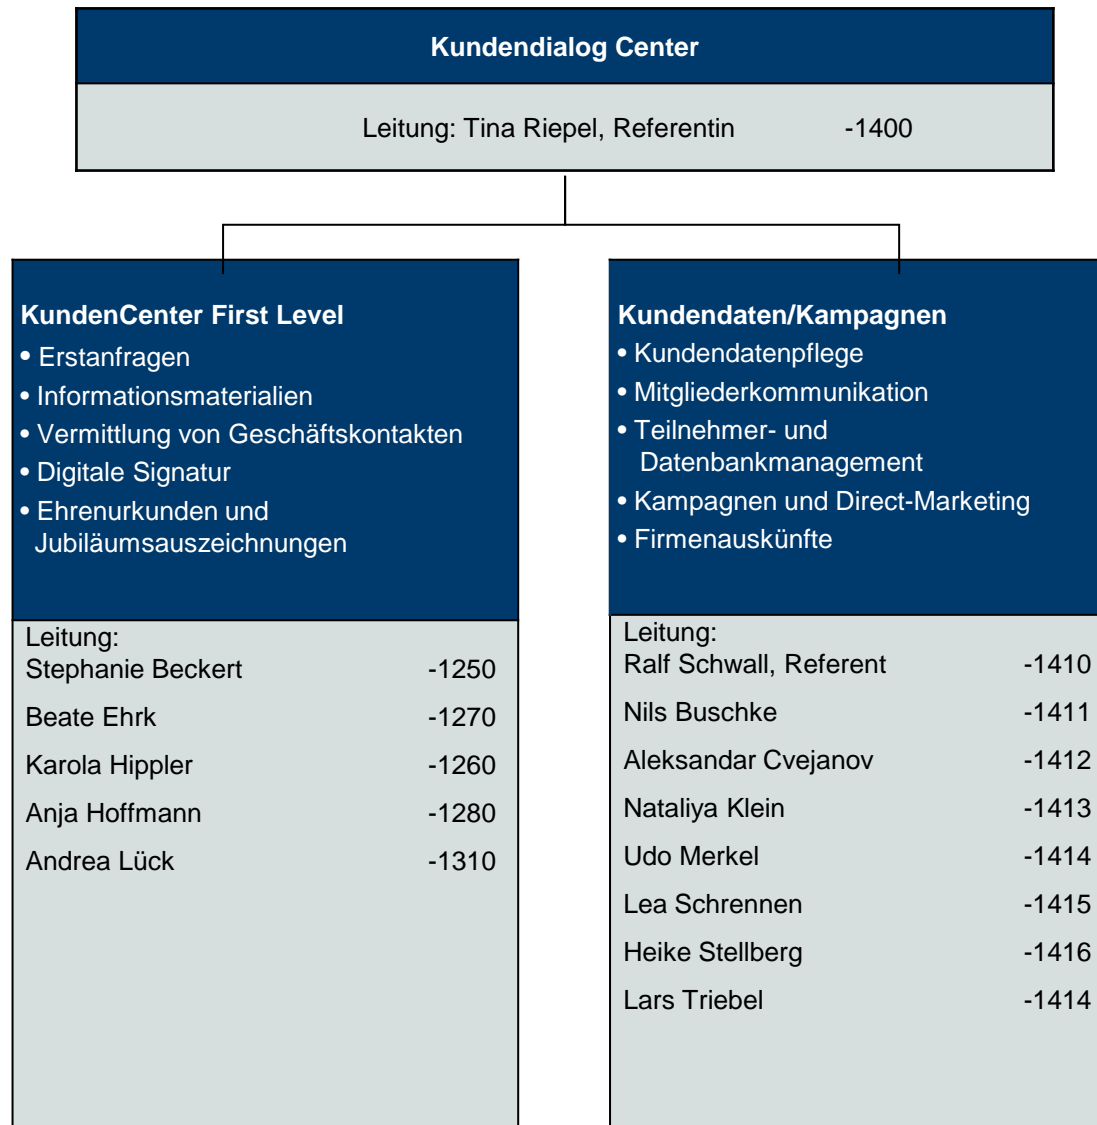 Kundendialog Center
Leitung: Tina Riepel, Referentin -1400
KundenCenter First Level
• Erstanfragen
• Informationsmaterialien
• Vermittlung von Geschäftskontakten
• Digitale Signatur
• Ehrenurkunden und
Jubiläumsauszeichnungen
Leitung:
Stephanie Beckert -1250
Beate Ehrk -1270
Karola Hippler -1260
Anja Hoffmann -1280
Andrea Lück -1310
Kundendaten/Kampagnen
• Kundendatenpflege
• Mitgliederkommunikation
• Teilnehmer- und
Datenbankmanagement
• Kampagnen und Direct-Marketing
• Firmenauskünfte
Leitung:
Ralf Schwall, Referent -1410
Nils Buschke -1411
Aleksandar Cvejanov -1412
Nataliya Klein -1413
Udo Merkel -1414
Lea Schrennen -1415
Heike Stellberg -1416
Lars Triebel -1414